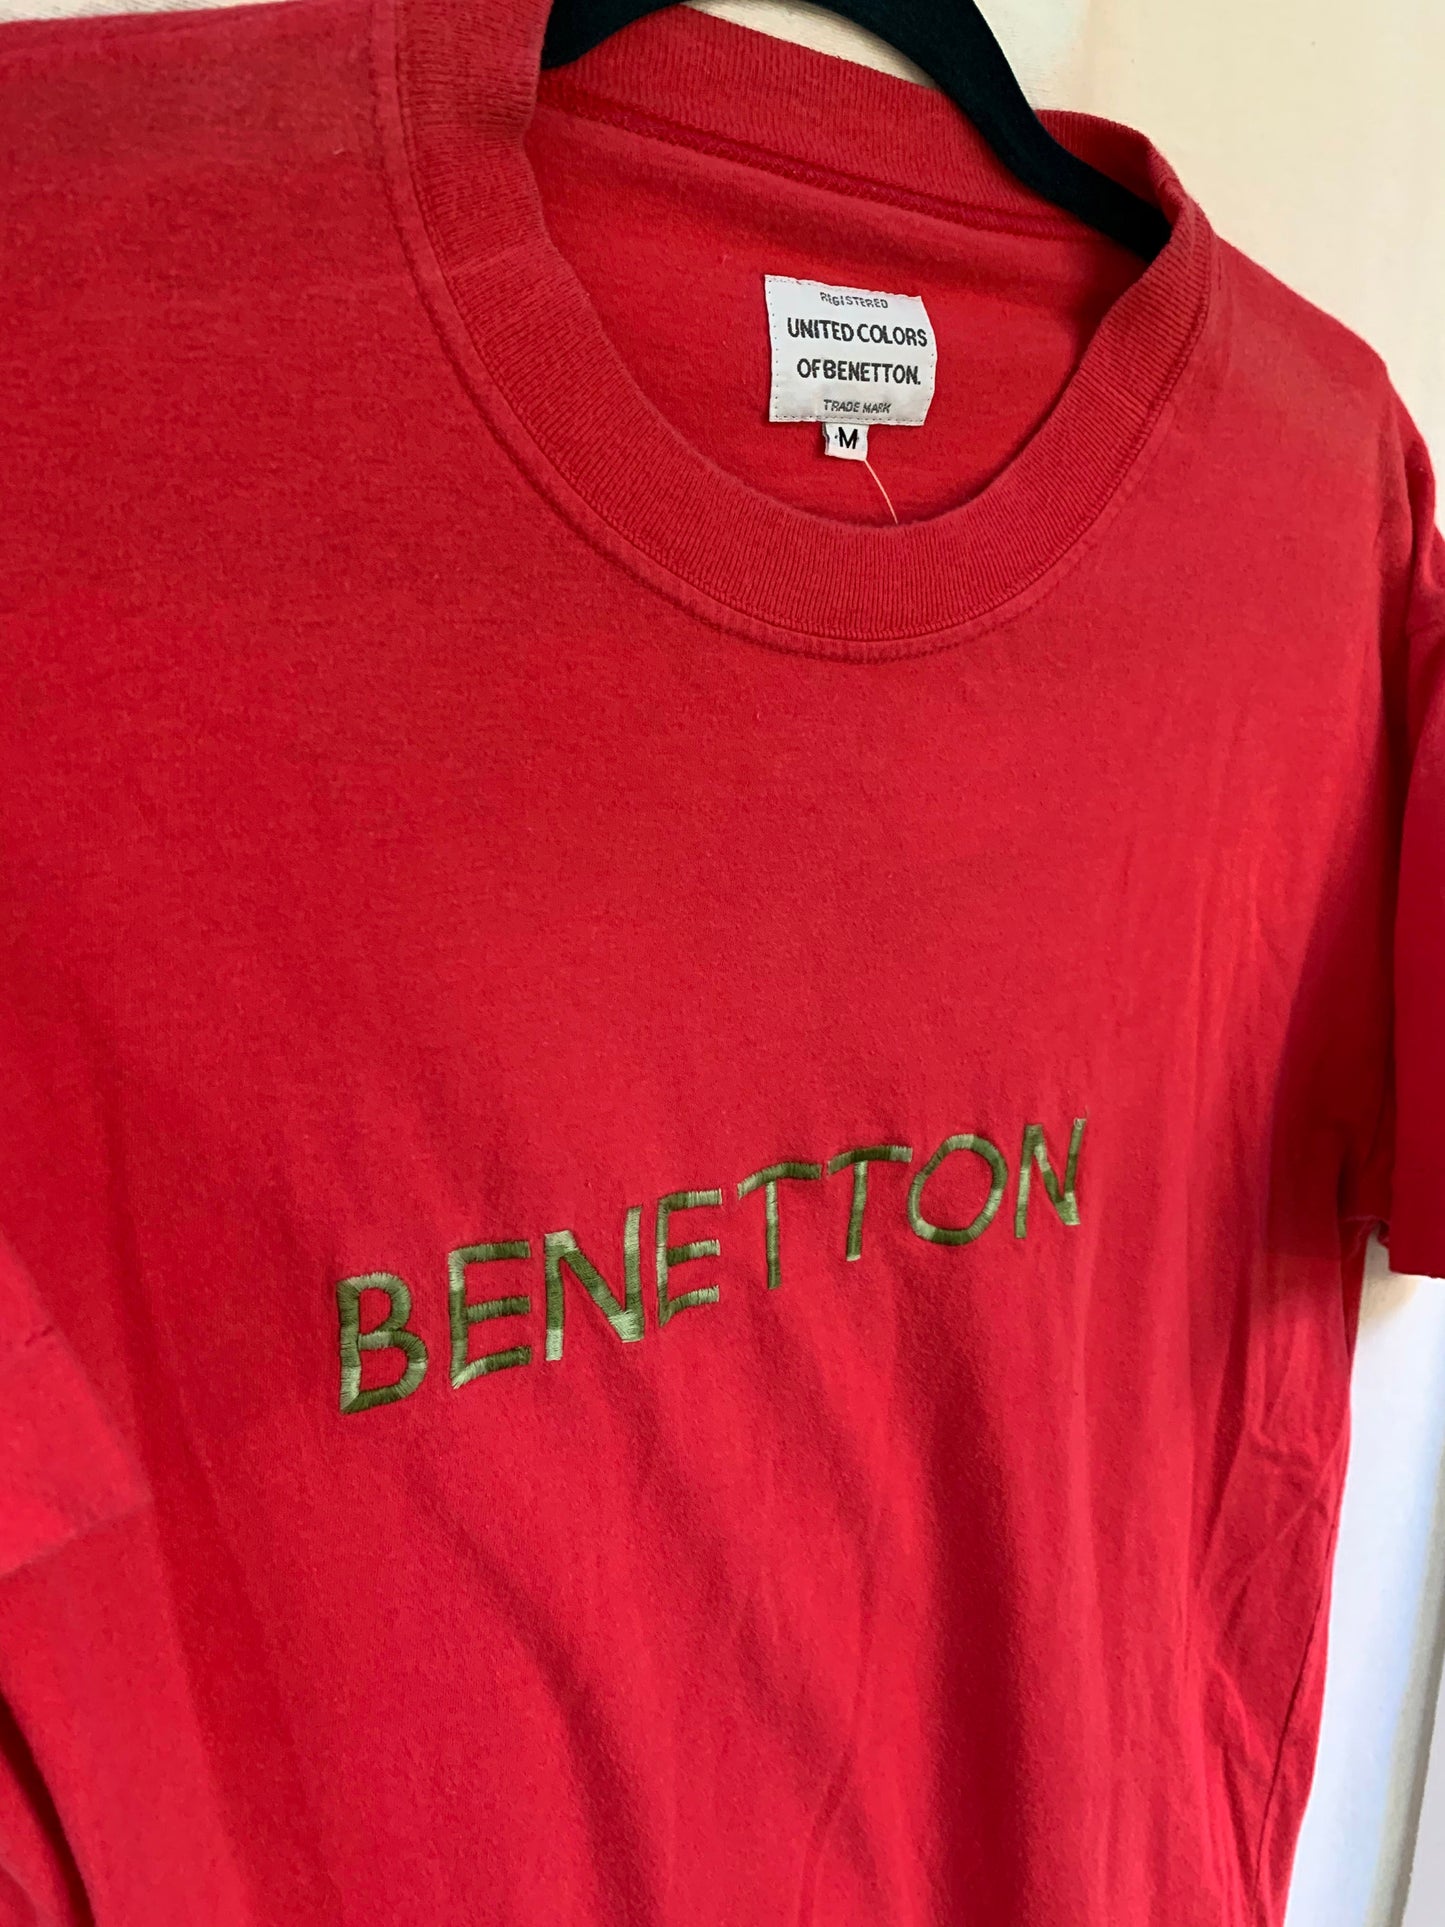 REGISTERED
UNITED COLORS
OF BENETTON.
TRADE MARK
M
BENETTON